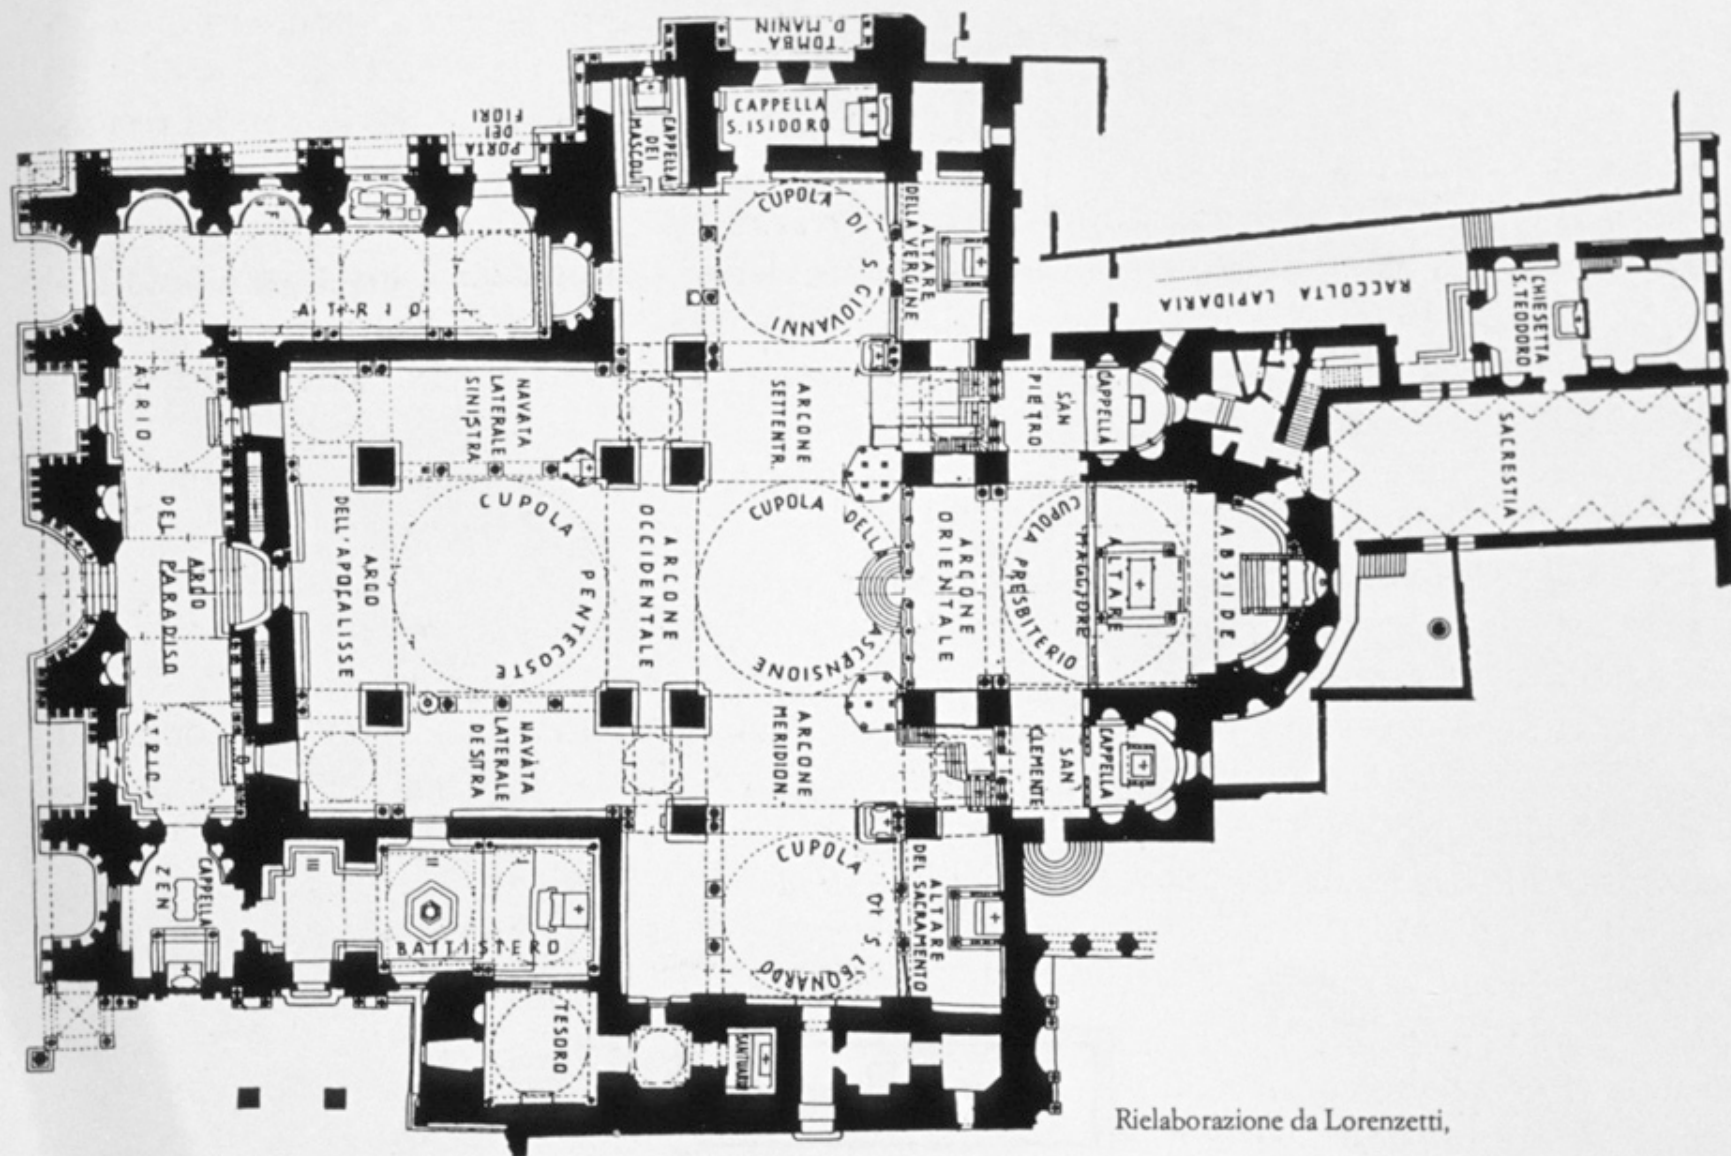 TOMBA
D. MANIN
CAPPELLA
S. ISIDORO
CAPPELLA
DEI
MASCOLI
PORTA
DEI
FIORI
CUPOLA DI S. GIOVANNI
ALTARE
DELLA VERGINE
RACCOLTA LAPIDARIA
CHIESETTA
S. TEODORO
SACRESTIA
ATRIO
ATRIO
NAVATA
LATERALE
SINISTRA
ARCONE
SETTENTR.
SAN
PIETRO
CAPPELLA
DEL
ARCO
PARADISO
ARCO
DELL'APOCALISSE
CUPOLA
PENTECOSTE
ARCONE
OCCIDENTALE
CUPOLA DELLA ASCENSIONE
ARCONE
ORIENTALE
CUPOLA PRESBITERIO
ALTARE
MAGGIORE
ABSIDE
ATRIO
NAVATA
LATERALE
DESTRA
ARCONE
MERIDION.
SAN
CLEMENTE
CAPPELLA
CAPPELLA
ZEN
III
II
I
BATTISTERO
CUPOLA DI S. LEONARDO
ALTARE
DEL SACRAMENTO
TESORO
SANTUARIO
Rielaborazione da Lorenzetti,